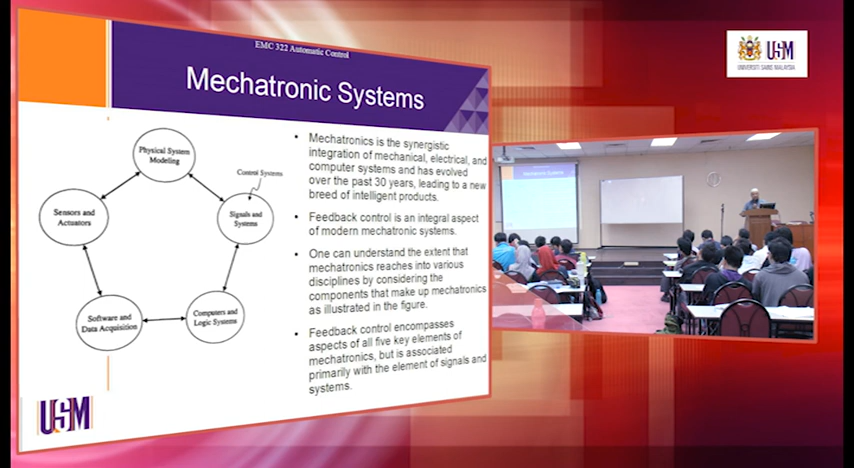 EMC 322 Automatic Control
Mechatronic Systems
Physical System
Modeling
Control Systems
Sensors and
Actuators
Signals and
Systems
Software and
Data Acquisition
Computers and
Logic Systems
• Mechatronics is the synergistic
integration of mechanical, electrical, and
computer systems and has evolved
over the past 30 years, leading to a new
breed of intelligent products.
• Feedback control is an integral aspect
of modern mechatronic systems.
• One can understand the extent that
mechatronics reaches into various
disciplines by considering the
components that make up mechatronics
as illustrated in the figure.
• Feedback control encompasses
aspects of all five key elements of
mechatronics, but is associated
primarily with the element of signals and
systems.
USM
USM
UNIVERSITI SAINS MALAYSIA
Mechatronic Systems